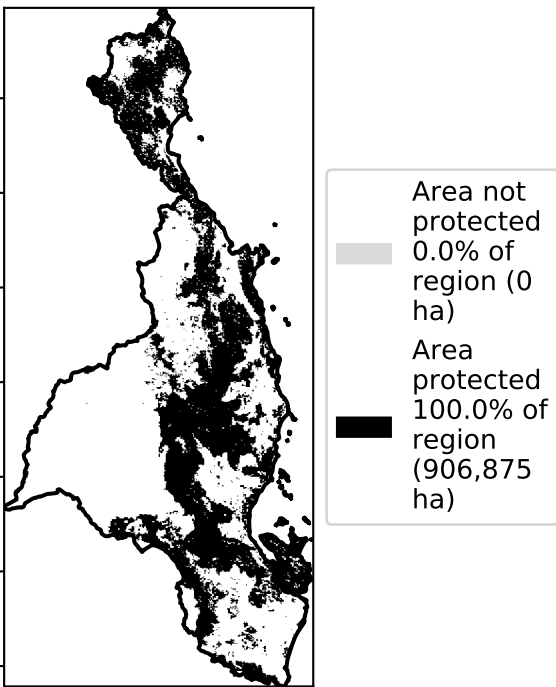 Area not
protected
0.0% of
region (0
ha)
Area
protected
100.0% of
region
(906,875
ha)